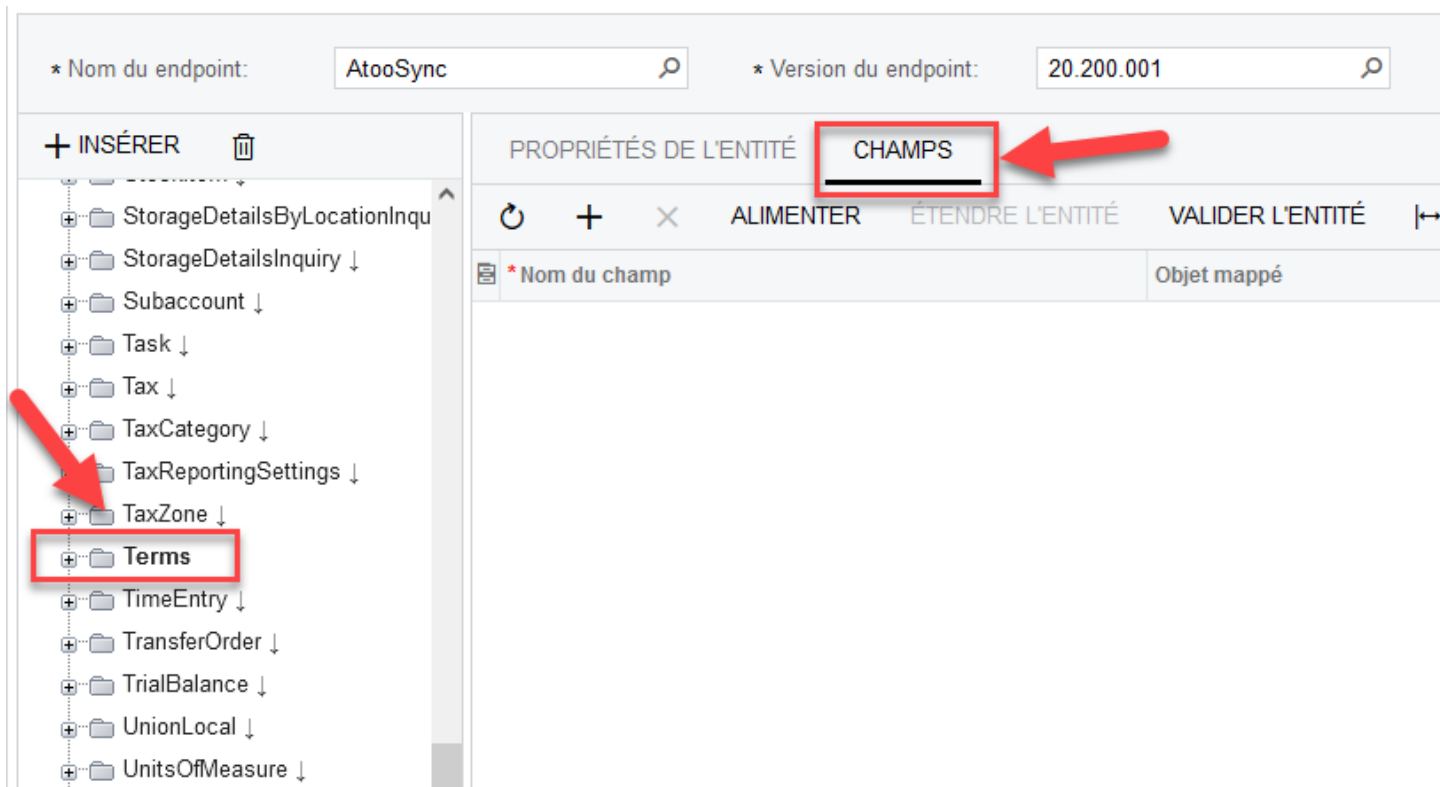 * Nom du endpoint: AtooSync * Version du endpoint: 20.200.001
+ INSÉRER
PROPRIÉTÉS DE L'ENTITÉ CHAMPS
ALIMENTER ÉTENDRE L'ENTITÉ VALIDER L'ENTITÉ
* Nom du champ Objet mappé
StorageDetailsByLocationInqu
StorageDetailsInquiry ↓
Subaccount ↓
Task ↓
Tax ↓
TaxCategory ↓
TaxReportingSettings ↓
TaxZone ↓
Terms
TimeEntry ↓
TransferOrder ↓
TrialBalance ↓
UnionLocal ↓
UnitsOfMeasure ↓